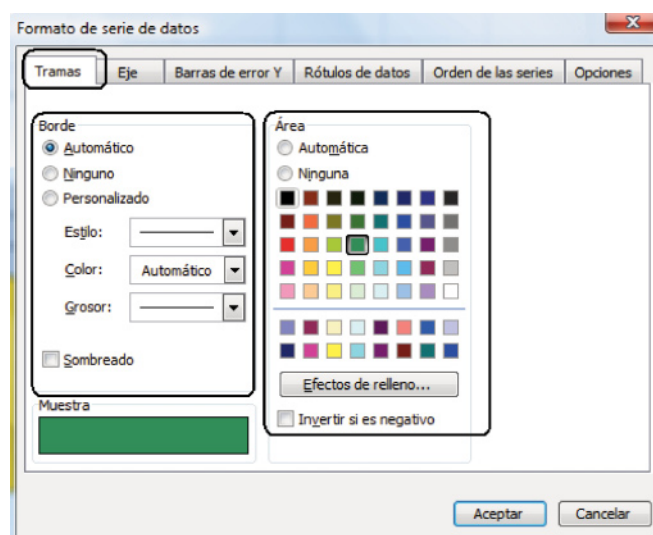 Formato de serie de datos
Tramas Eje Barras de error Y Rótulos de datos Orden de las series Opciones
Borde
Automático
Ninguno
Personalizado
Estilo:
Color: Automático
Grosor:
Sombreado
Muestra
Área
Automática
Ninguna
Efectos de relleno...
Invertir si es negativo
Aceptar Cancelar